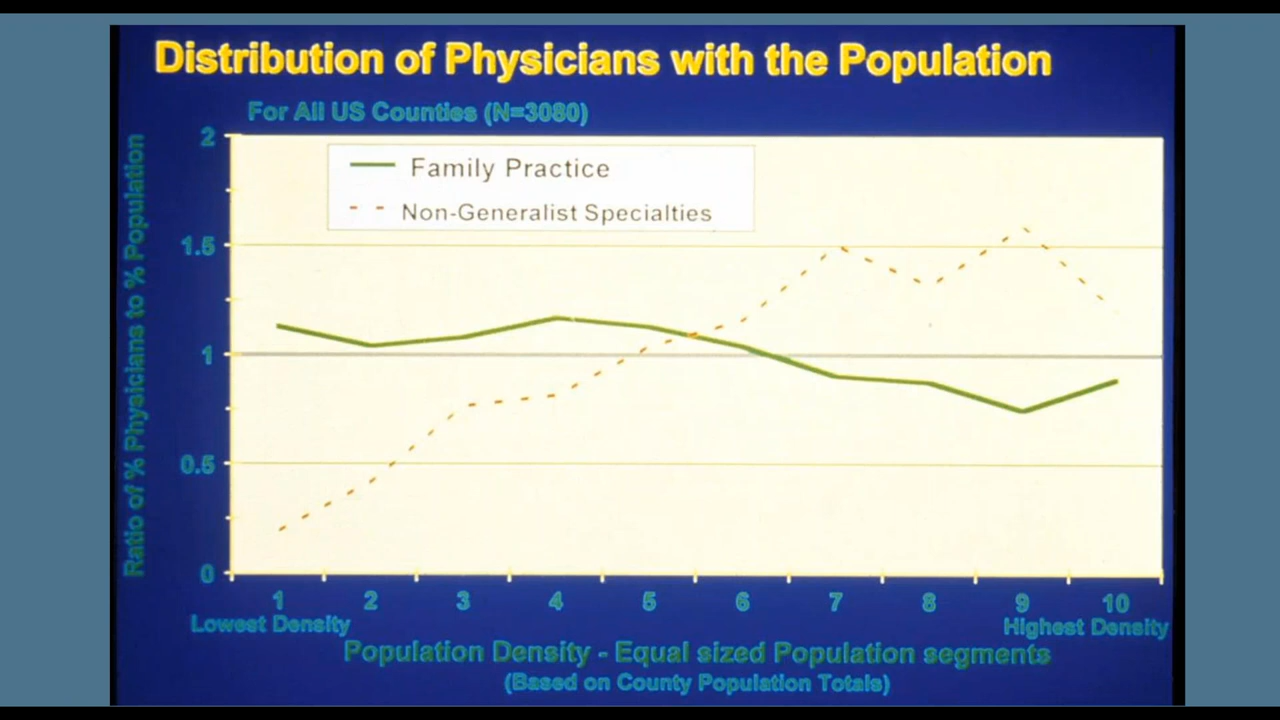 Distribution of Physicians with the Population
For All US Counties (N=3080)
Ratio of % Physicians to % Population
2
1.5
1
0.5
0
Family Practice
Non-Generalist Specialties
1 2 3 4 5 6 7 8 9 10
Lowest Density Highest Density
Population Density - Equal sized Population segments
(Based on County Population Totals)